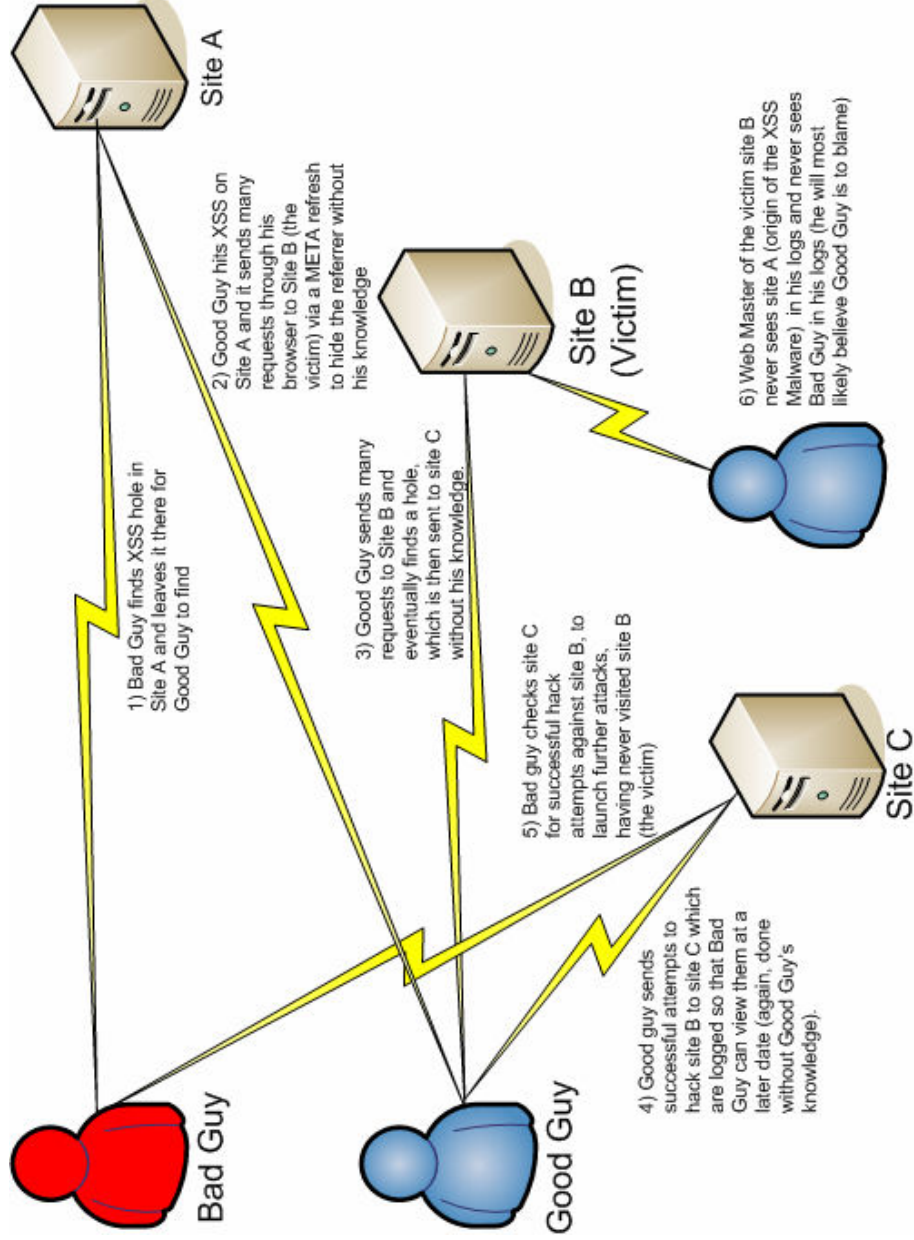 Bad Guy
Site A
1) Bad Guy finds XSS hole in
Site A and leaves it there for
Good Guy to find
2) Good Guy hits XSS on
Site A and it sends many
requests through his
browser to Site B (the
victim) via a META refresh
to hide the referrer without
his knowledge
3) Good Guy sends many
requests to Site B and
eventually finds a hole,
which is then sent to site C
without his knowledge.
Site B
(Victim)
Good Guy
5) Bad guy checks site C
for successful hack
attempts against site B, to
launch further attacks,
having never visited site B
(the victim)
4) Good guy sends
successful attempts to
hack site B to site C which
are logged so that Bad
Guy can view them at a
later date (again, done
without Good Guy's
knowledge).
Site C
6) Web Master of the victim site B
never sees site A (origin of the XSS
Malware) in his logs and never sees
Bad Guy in his logs (he will most
likely believe Good Guy is to blame)